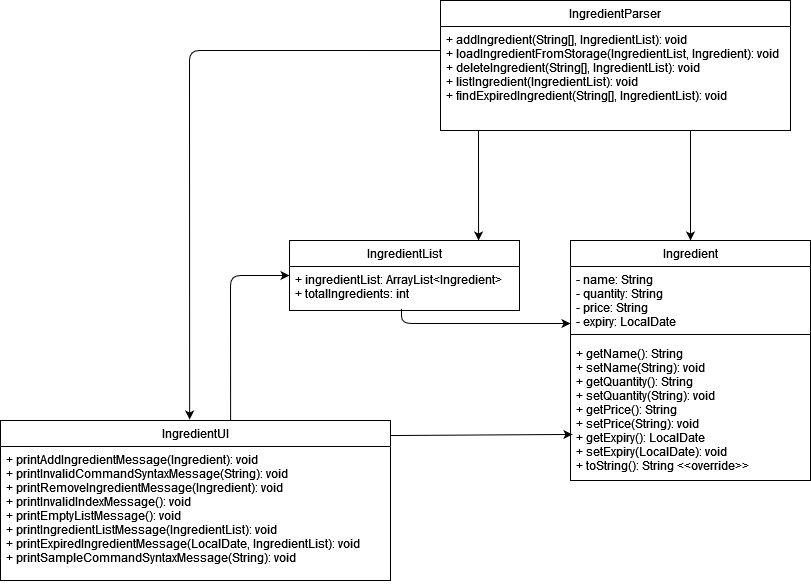 IngredientParser
+ addIngredient(String[], IngredientList): void
+ loadIngredientFromStorage(IngredientList, Ingredient): void
+ deleteIngredient(String[], IngredientList): void
+ listIngredient(IngredientList): void
+ findExpiredIngredient(String[], IngredientList): void
IngredientList
+ ingredientList: ArrayList<Ingredient>
+ totalIngredients: int
Ingredient
- name: String
- quantity: String
- price: String
- expiry: LocalDate
+ getName(): String
+ setName(String): void
+ getQuantity(): String
+ setQuantity(String): void
+ getPrice(): String
+ setPrice(String): void
+ getExpiry(): LocalDate
+ setExpiry(LocalDate): void
+ toString(): String <<override>>
IngredientUI
+ printAddIngredientMessage(Ingredient): void
+ printInvalidCommandSyntaxMessage(String): void
+ printRemoveIngredientMessage(Ingredient): void
+ printInvalidIndexMessage(): void
+ printEmptyListMessage(): void
+ printIngredientListMessage(IngredientList): void
+ printExpiredIngredientMessage(LocalDate, IngredientList): void
+ printSampleCommandSyntaxMessage(String): void